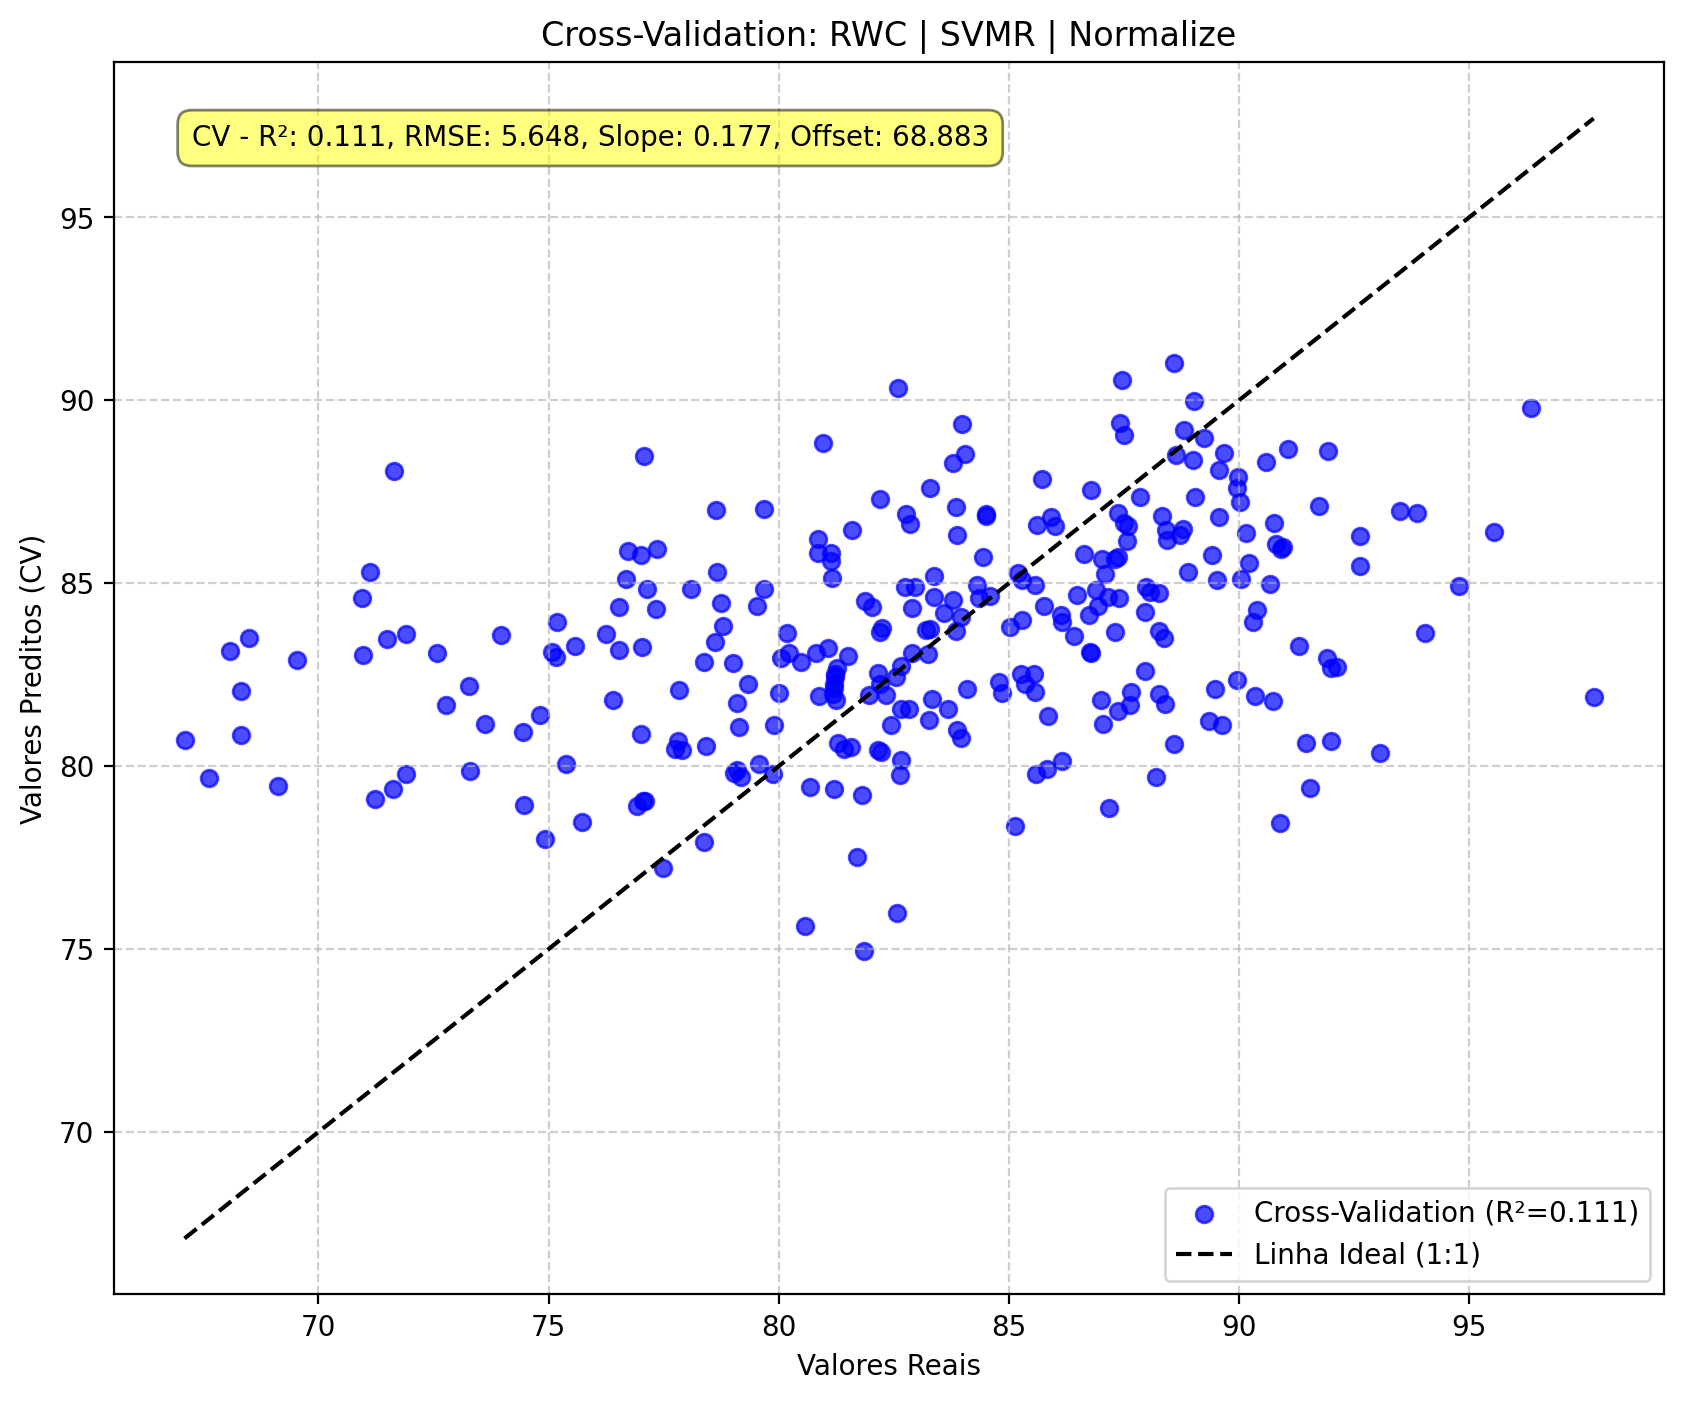 Cross-Validation: RWC | SVMR | Normalize
CV - R²: 0.111, RMSE: 5.648, Slope: 0.177, Offset: 68.883
Valores Preditos (CV)
95
90
85
80
75
70
70 75 80 85 90 95
Valores Reais
Cross-Validation (R²=0.111)
Linha Ideal (1:1)